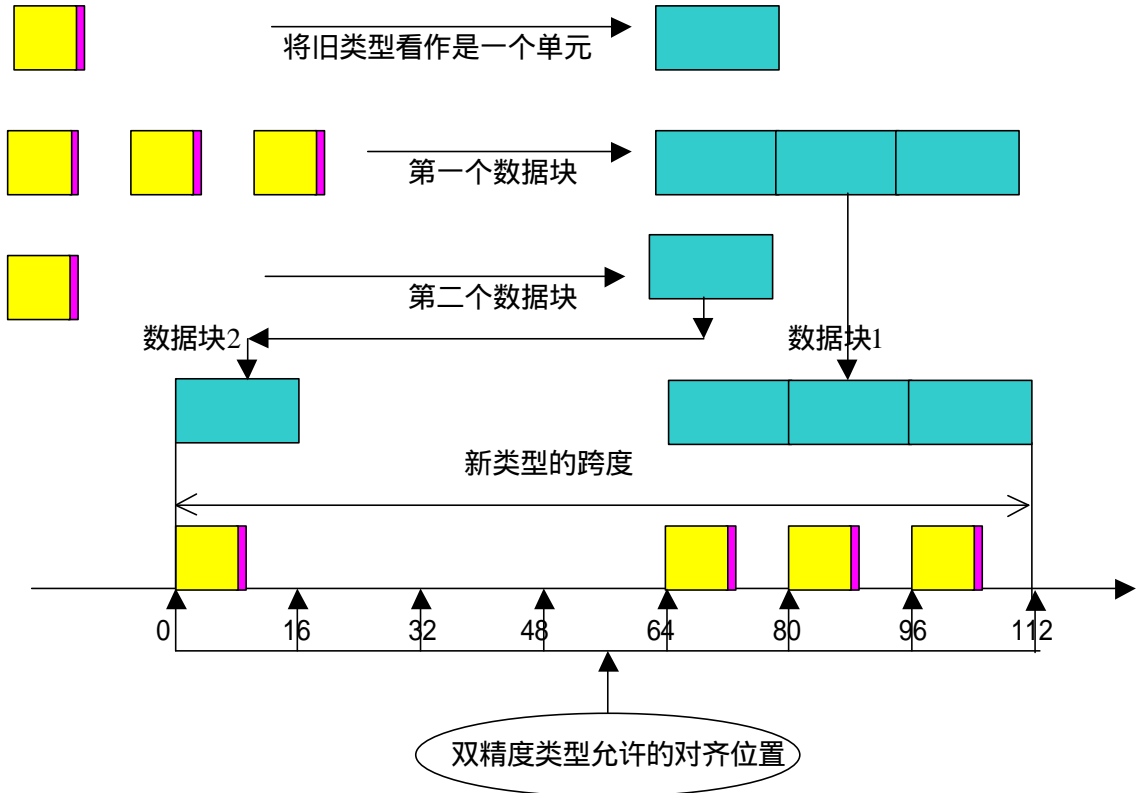 将旧类型看作是一个单元
第一个数据块
第二个数据块
数据块2
数据块1
新类型的跨度
0 16 32 48 64 80 96 112
双精度类型允许的对齐位置